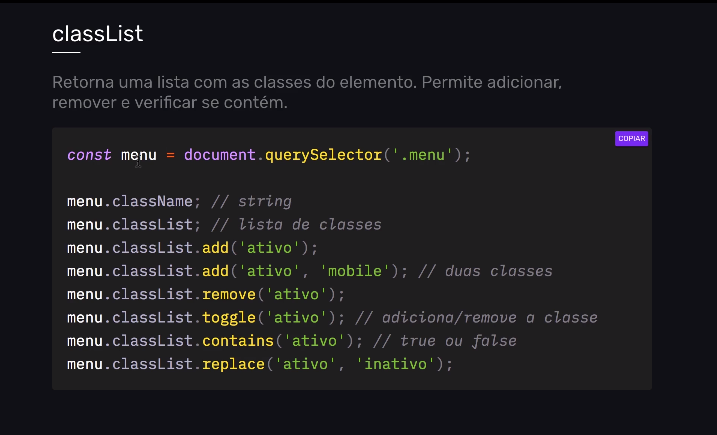 classList
Retorna uma lista com as classes do elemento. Permite adicionar,
remover e verificar se contém.
COPIAR
const menu = document.querySelector('.menu');
menu.className; // string
menu.classList; // lista de classes
menu.classList.add('ativo');
menu.classList.add('ativo', 'mobile'); // duas classes
menu.classList.remove('ativo');
menu.classList.toggle('ativo'); // adiciona/remove a classe
menu.classList.contains('ativo'); // true ou false
menu.classList.replace('ativo', 'inativo');